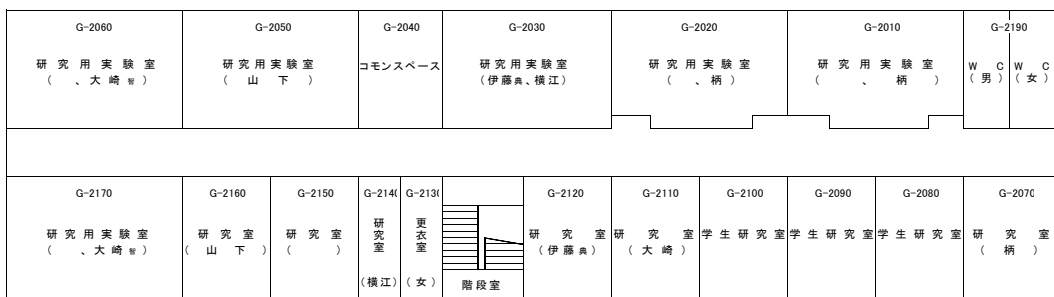 G-2060
研究用実験室
(　、大崎智)
G-2050
研究用実験室
(山下)
G-2040
コモンスペース
G-2030
研究用実験室
(伊藤典、横江)
G-2020
研究用実験室
(　、柄)
G-2010
研究用実験室
(　、柄)
G-2190
WC
(男)
WC
(女)
G-2170
研究用実験室
(　、大崎智)
G-2160
研究室
(山下)
G-2150
研究室
(　)
G-2140
研究室
(横江)
G-2130
更衣室
(女)
階段室
G-2120
研究室
(伊藤典)
G-2110
研究室
(大崎)
G-2100
学生研究室
G-2090
学生研究室
G-2080
学生研究室
G-2070
研究室
(柄)